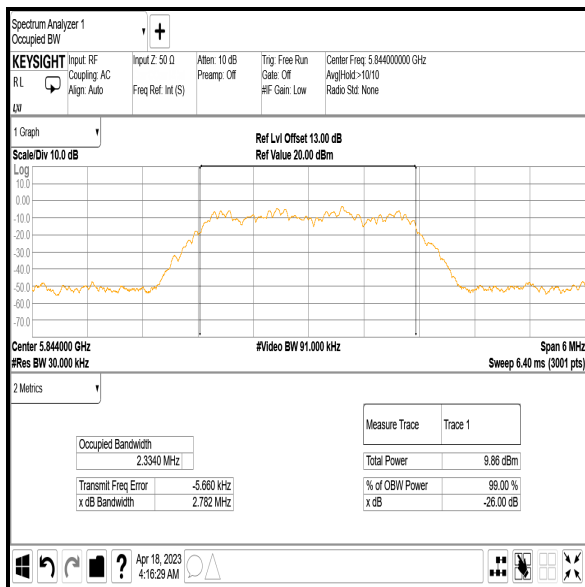 Spectrum Analyzer 1
Occupied BW
KEYSIGHT
R L
LXI
Input: RF
Coupling: AC
Align: Auto
Input Z: 50 Ω
Freq Ref: Int (S)
Atten: 10 dB
Preamp: Off
Trig: Free Run
Gate: Off
#IF Gain: Low
Center Freq: 5.844000000 GHz
Avg|Hold:>10/10
Radio Std: None
1 Graph
Scale/Div 10.0 dB
Ref Lvl Offset 13.00 dB
Ref Value 20.00 dBm
Log
10.0
0.00
-10.0
-20.0
-30.0
-40.0
-50.0
-60.0
-70.0
Center 5.844000 GHz
#Video BW 91.000 kHz
Span 6 MHz
#Res BW 30.000 kHz
Sweep 6.40 ms (3001 pts)
2 Metrics
Occupied Bandwidth
2.3340 MHz
Transmit Freq Error -5.660 kHz
x dB Bandwidth 2.782 MHz
Measure Trace Trace 1
Total Power 9.86 dBm
% of OBW Power 99.00 %
x dB -26.00 dB
?
Apr 18, 2023
4:16:29 AM